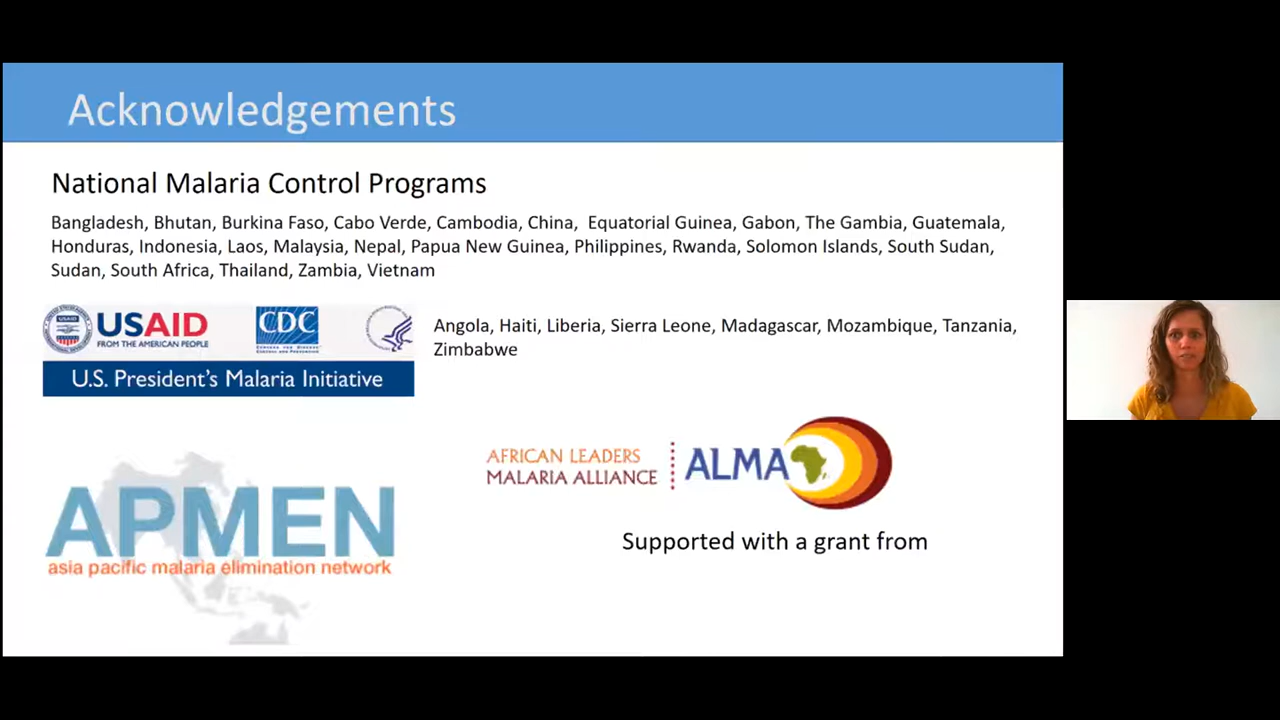 Acknowledgements
National Malaria Control Programs
Bangladesh, Bhutan, Burkina Faso, Cabo Verde, Cambodia, China, Equatorial Guinea, Gabon, The Gambia, Guatemala,
Honduras, Indonesia, Laos, Malaysia, Nepal, Papua New Guinea, Philippines, Rwanda, Solomon Islands, South Sudan,
Sudan, South Africa, Thailand, Zambia, Vietnam
USAID
FROM THE AMERICAN PEOPLE
CDC
U.S. President's Malaria Initiative
Angola, Haiti, Liberia, Sierra Leone, Madagascar, Mozambique, Tanzania,
Zimbabwe
APMEN
asia pacific malaria elimination network
AFRICAN LEADERS
MALARIA ALLIANCE
ALMA
Supported with a grant from